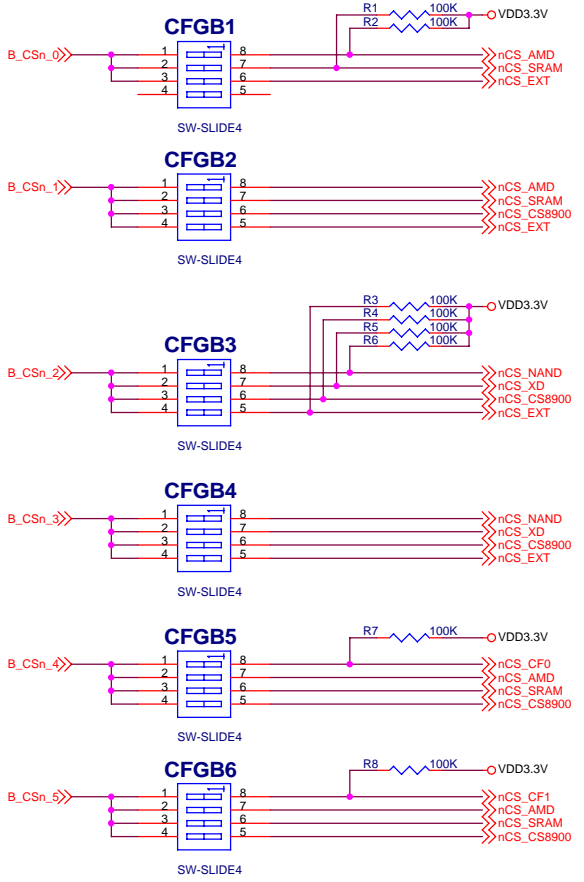 R1 100K VDD3.3V
R2 100K
CFGB1
B_CSn_0 1 8 nCS_AMD
2 7 nCS_SRAM
3 6 nCS_EXT
4 5
SW-SLIDE4
CFGB2
B_CSn_1 1 8 nCS_AMD
2 7 nCS_SRAM
3 6 nCS_CS8900
4 5 nCS_EXT
SW-SLIDE4
R3 100K VDD3.3V
R4 100K
R5 100K
R6 100K
CFGB3
B_CSn_2 1 8 nCS_NAND
2 7 nCS_XD
3 6 nCS_CS8900
4 5 nCS_EXT
SW-SLIDE4
CFGB4
B_CSn_3 1 8 nCS_NAND
2 7 nCS_XD
3 6 nCS_CS8900
4 5 nCS_EXT
SW-SLIDE4
CFGB5
R7 100K VDD3.3V
B_CSn_4 1 8 nCS_CF0
2 7 nCS_AMD
3 6 nCS_SRAM
4 5 nCS_CS8900
SW-SLIDE4
CFGB6
R8 100K VDD3.3V
B_CSn_5 1 8 nCS_CF1
2 7 nCS_AMD
3 6 nCS_SRAM
4 5 nCS_CS8900
SW-SLIDE4